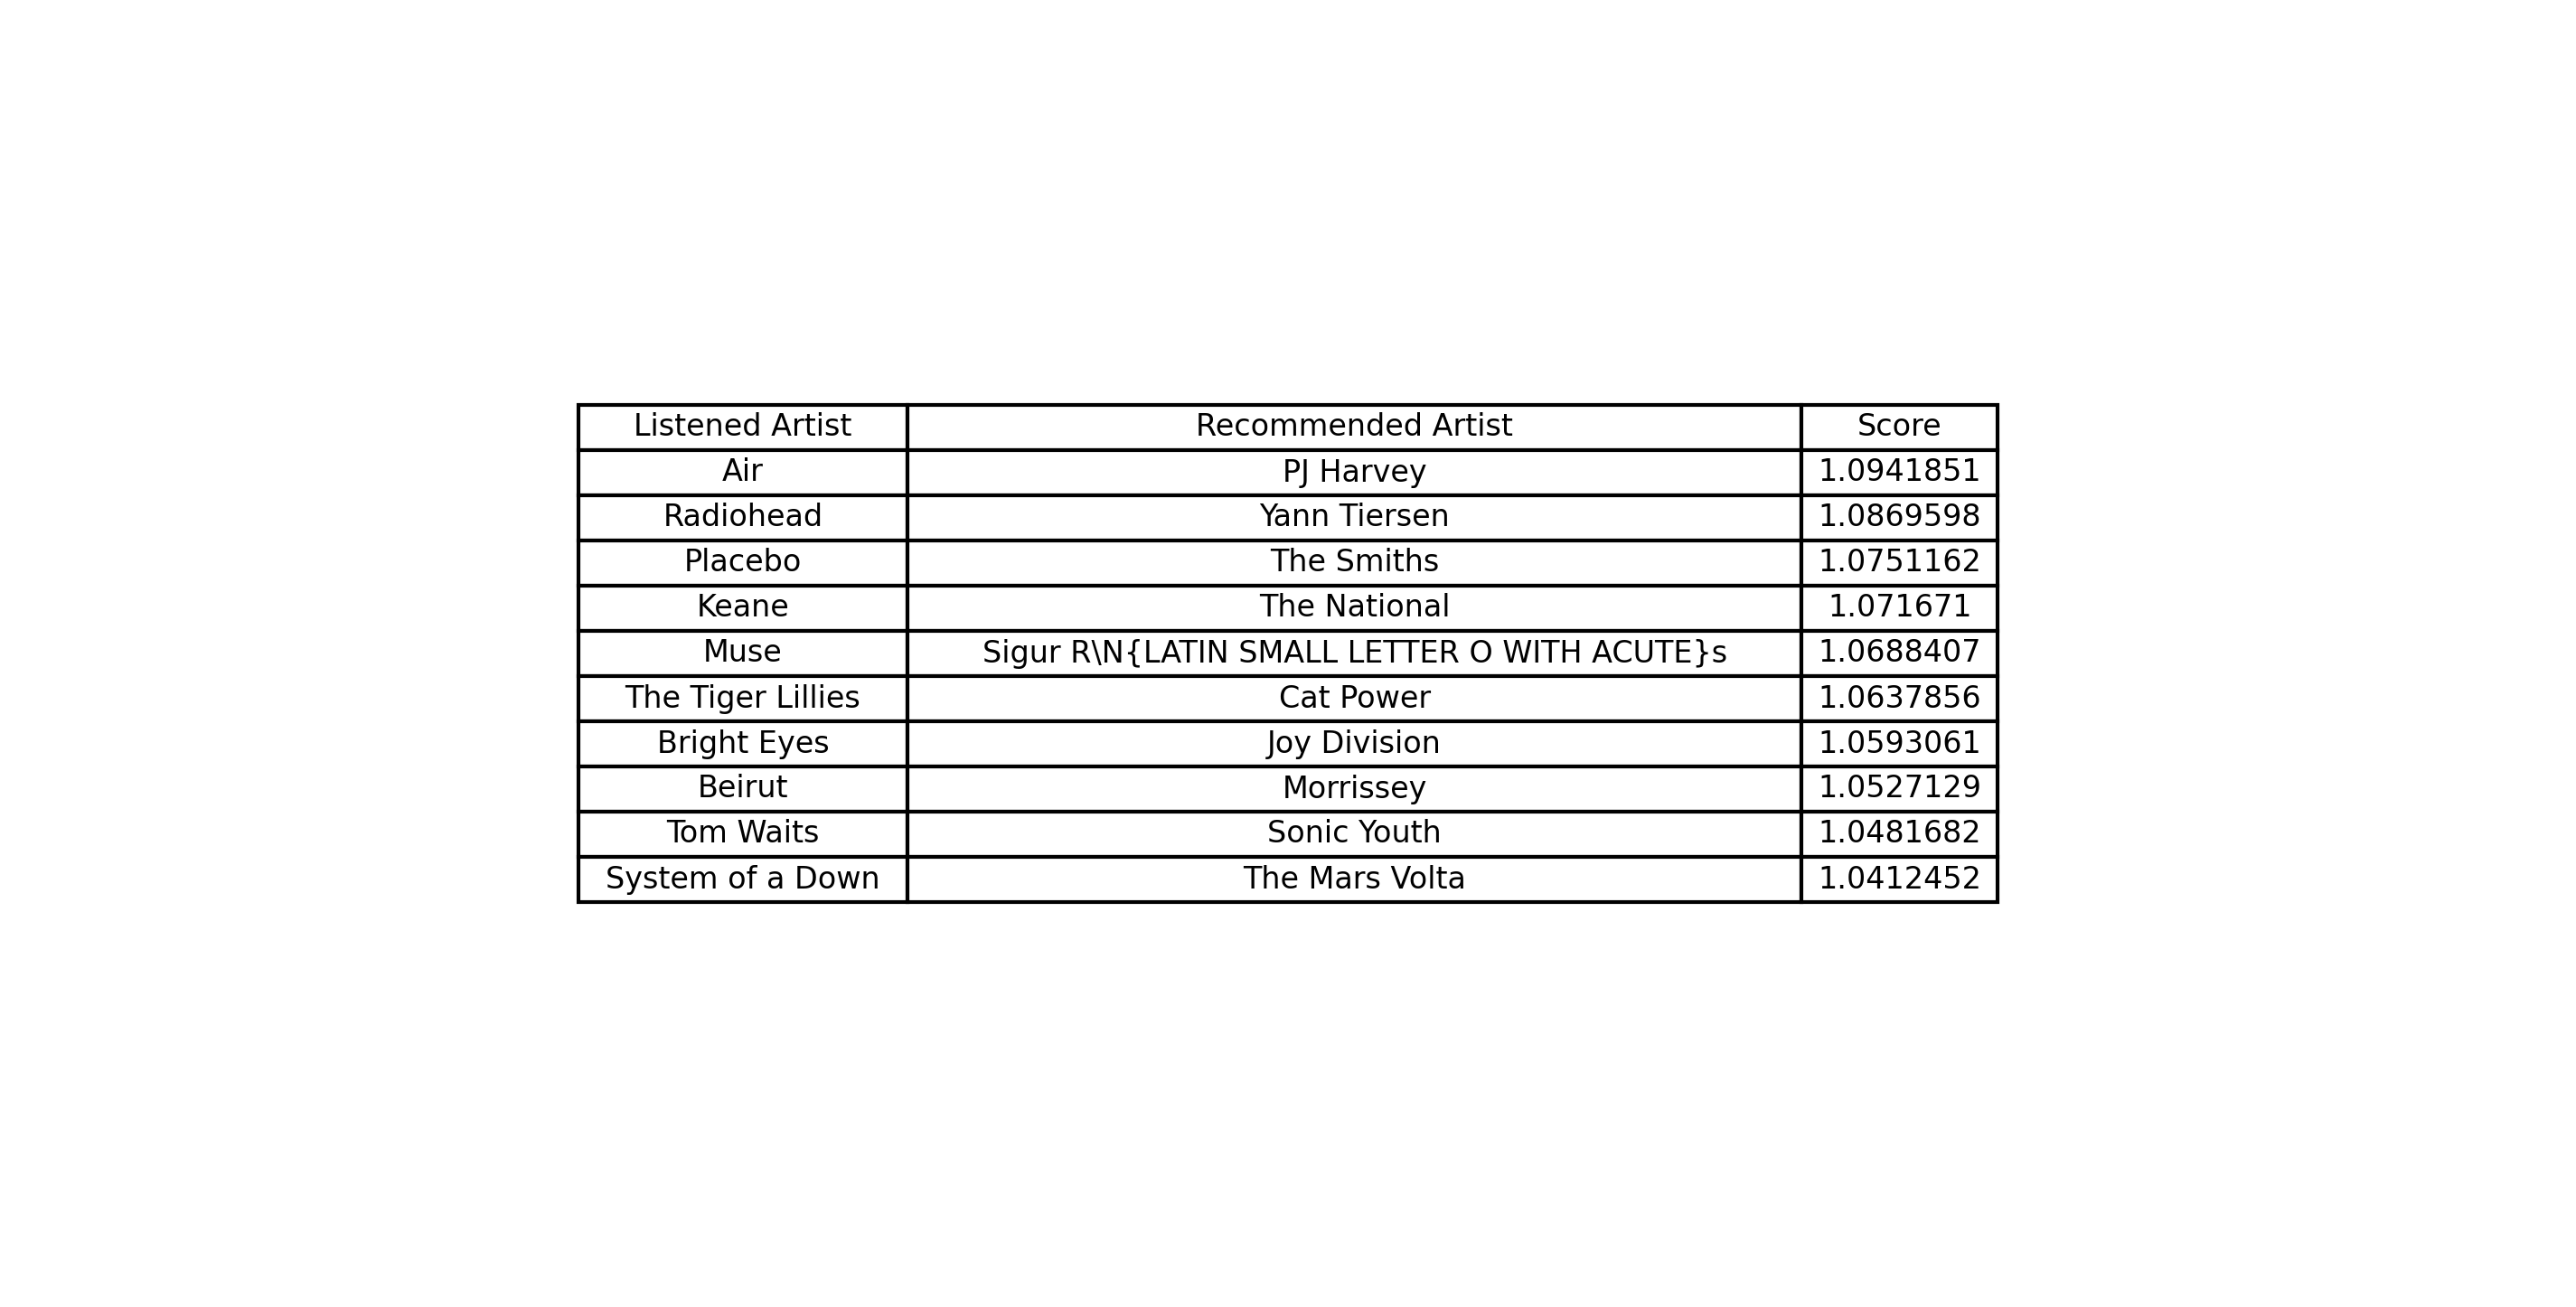 Listened Artist Recommended Artist Score
Air PJ Harvey 1.0941851
Radiohead Yann Tiersen 1.0869598
Placebo The Smiths 1.0751162
Keane The National 1.071671
Muse Sigur R\N{LATIN SMALL LETTER O WITH ACUTE}s 1.0688407
The Tiger Lillies Cat Power 1.0637856
Bright Eyes Joy Division 1.0593061
Beirut Morrissey 1.0527129
Tom Waits Sonic Youth 1.0481682
System of a Down The Mars Volta 1.0412452